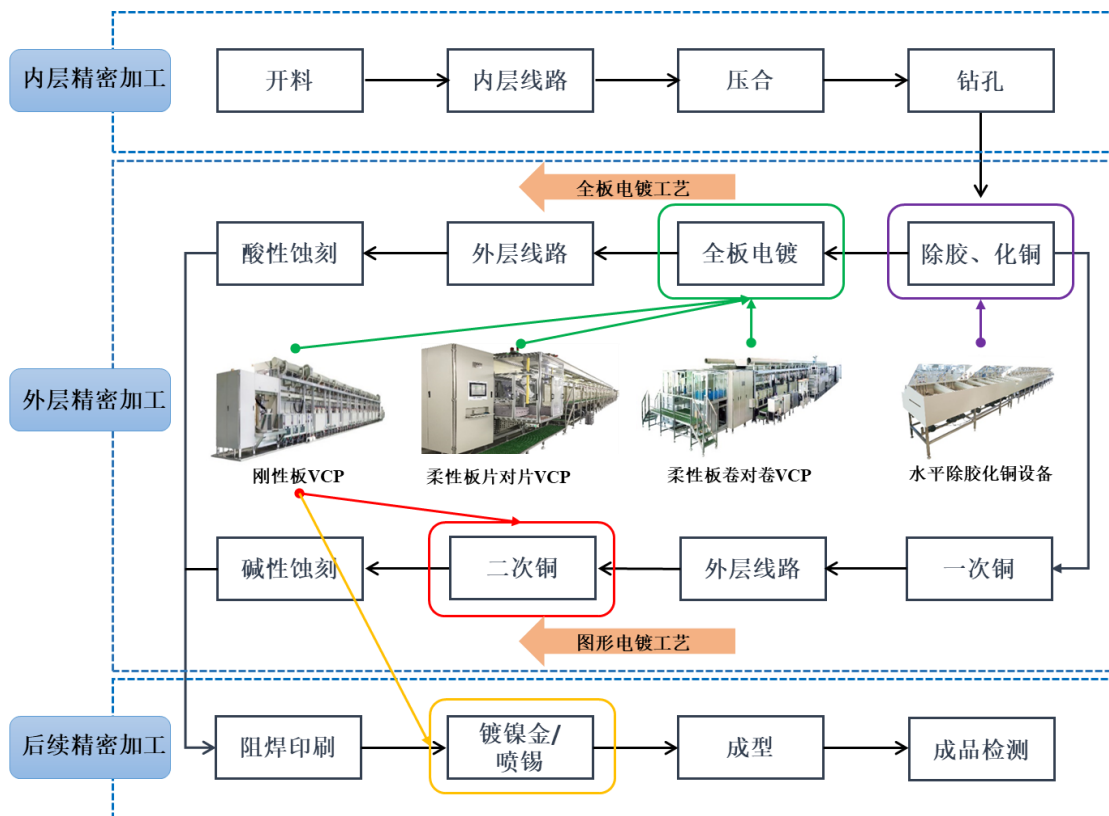 内层精密加工
开料
内层线路
压合
钻孔
全板电镀工艺
酸性蚀刻
外层线路
全板电镀
除胶、化铜
外层精密加工
刚性板VCP
柔性板片对片VCP
柔性板卷对卷VCP
水平除胶化铜设备
碱性蚀刻
二次铜
外层线路
一次铜
图形电镀工艺
后续精密加工
阻焊印刷
镀镍金/
喷锡
成型
成品检测